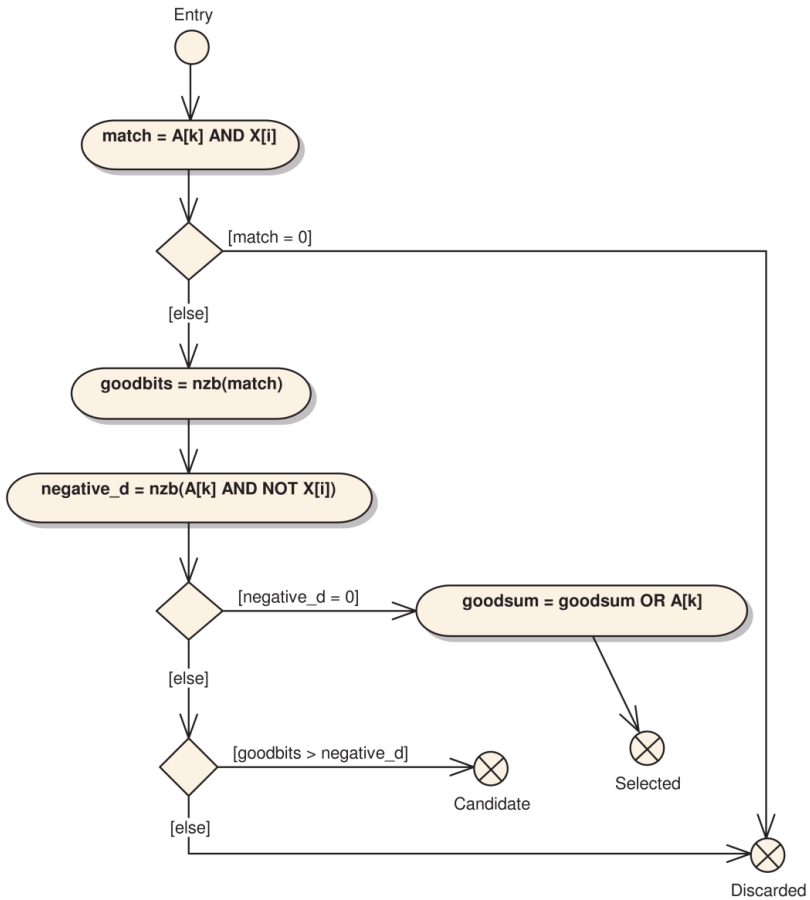 Entry
match = A[k] AND X[i]
[match = 0]
[else]
goodbits = nzb(match)
negative_d = nzb(A[k] AND NOT X[i])
[negative_d = 0]
goodsum = goodsum OR A[k]
[else]
[goodbits > negative_d]
Selected
Candidate
[else]
Discarded